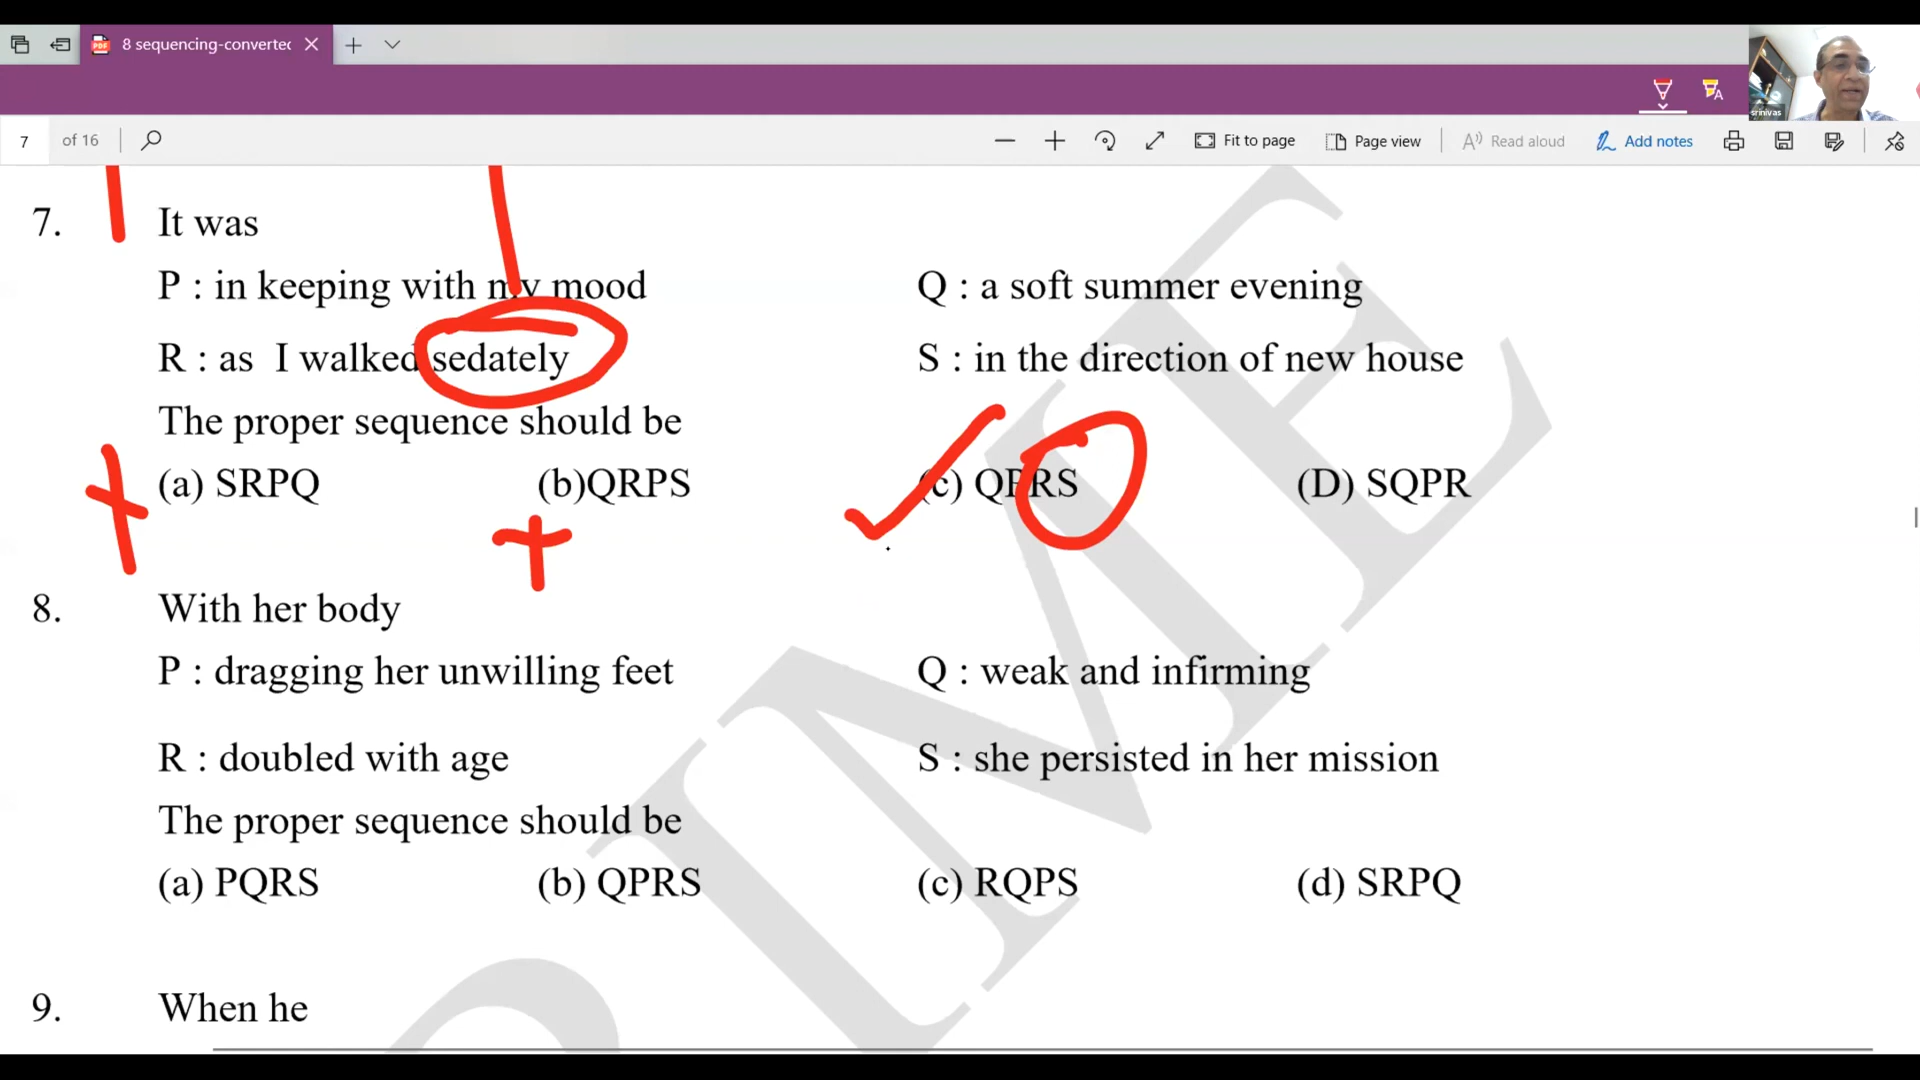 8 sequencing-converted
srinivas
7 of 16 Fit to page Page view Read aloud Add notes
7. It was
P : in keeping with my mood Q : a soft summer evening
R : as I walked sedately S : in the direction of new house
The proper sequence should be
(a) SRPQ (b)QRPS (c) QPRS (D) SQPR
8. With her body
P : dragging her unwilling feet Q : weak and infirming
R : doubled with age S : she persisted in her mission
The proper sequence should be
(a) PQRS (b) QPRS (c) RQPS (d) SRPQ
9. When he
PRIME